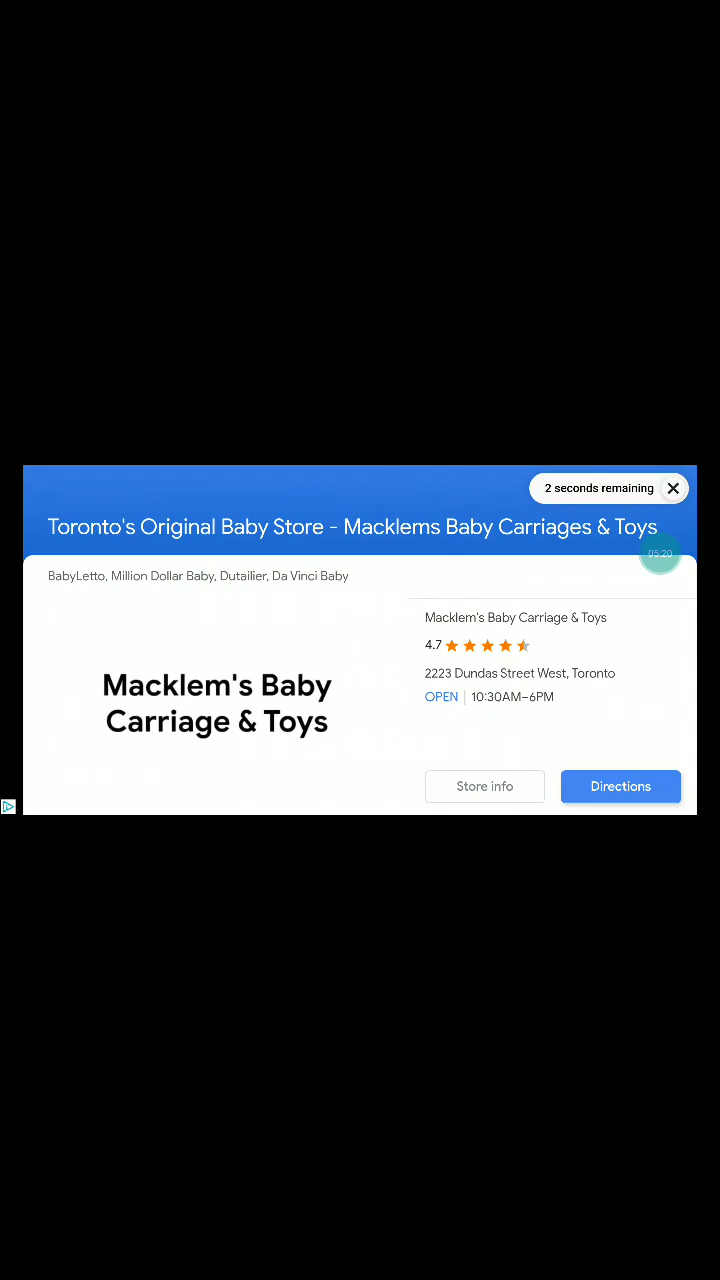 2 seconds remaining
Toronto's Original Baby Store - Macklems Baby Carriages & Toys
05:20
BabyLetto, Million Dollar Baby, Dutailier, Da Vinci Baby
Macklem's Baby
Carriage & Toys
Macklem's Baby Carriage & Toys
4.7
2223 Dundas Street West, Toronto
OPEN | 10:30AM–6PM
Store info
Directions